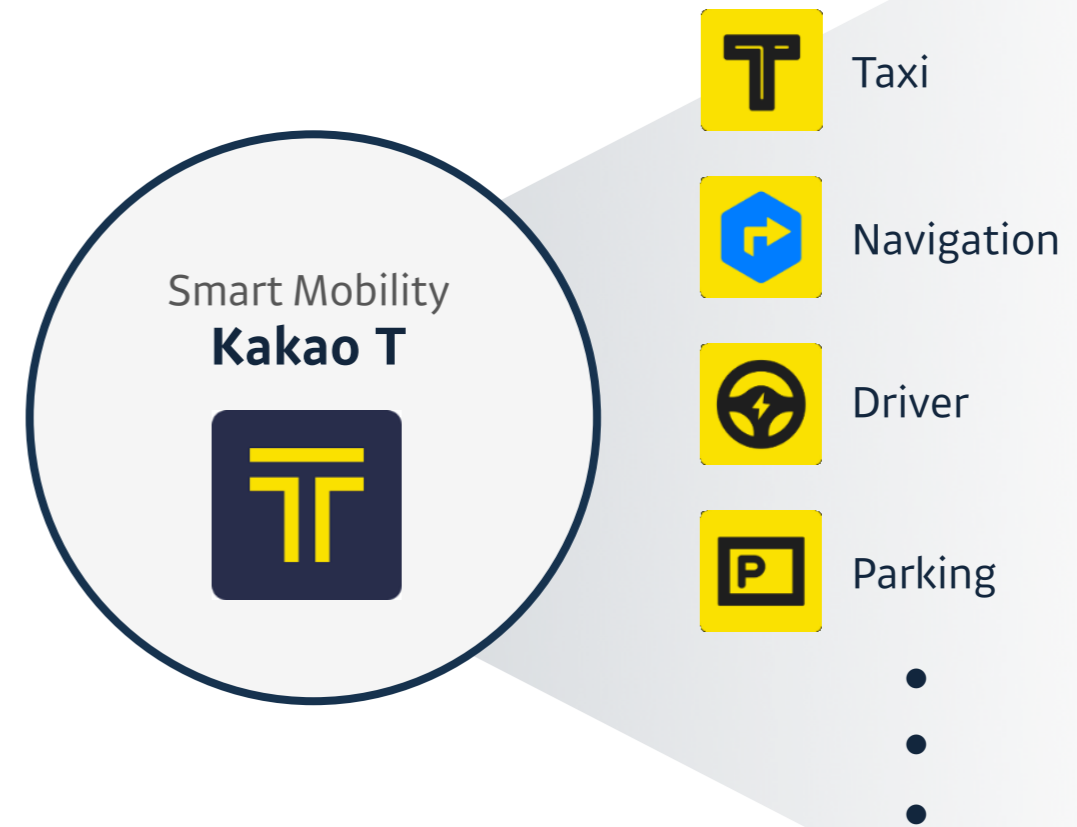 Smart Mobility
Kakao T
T
T
Taxi
Navigation
Driver
P
Parking